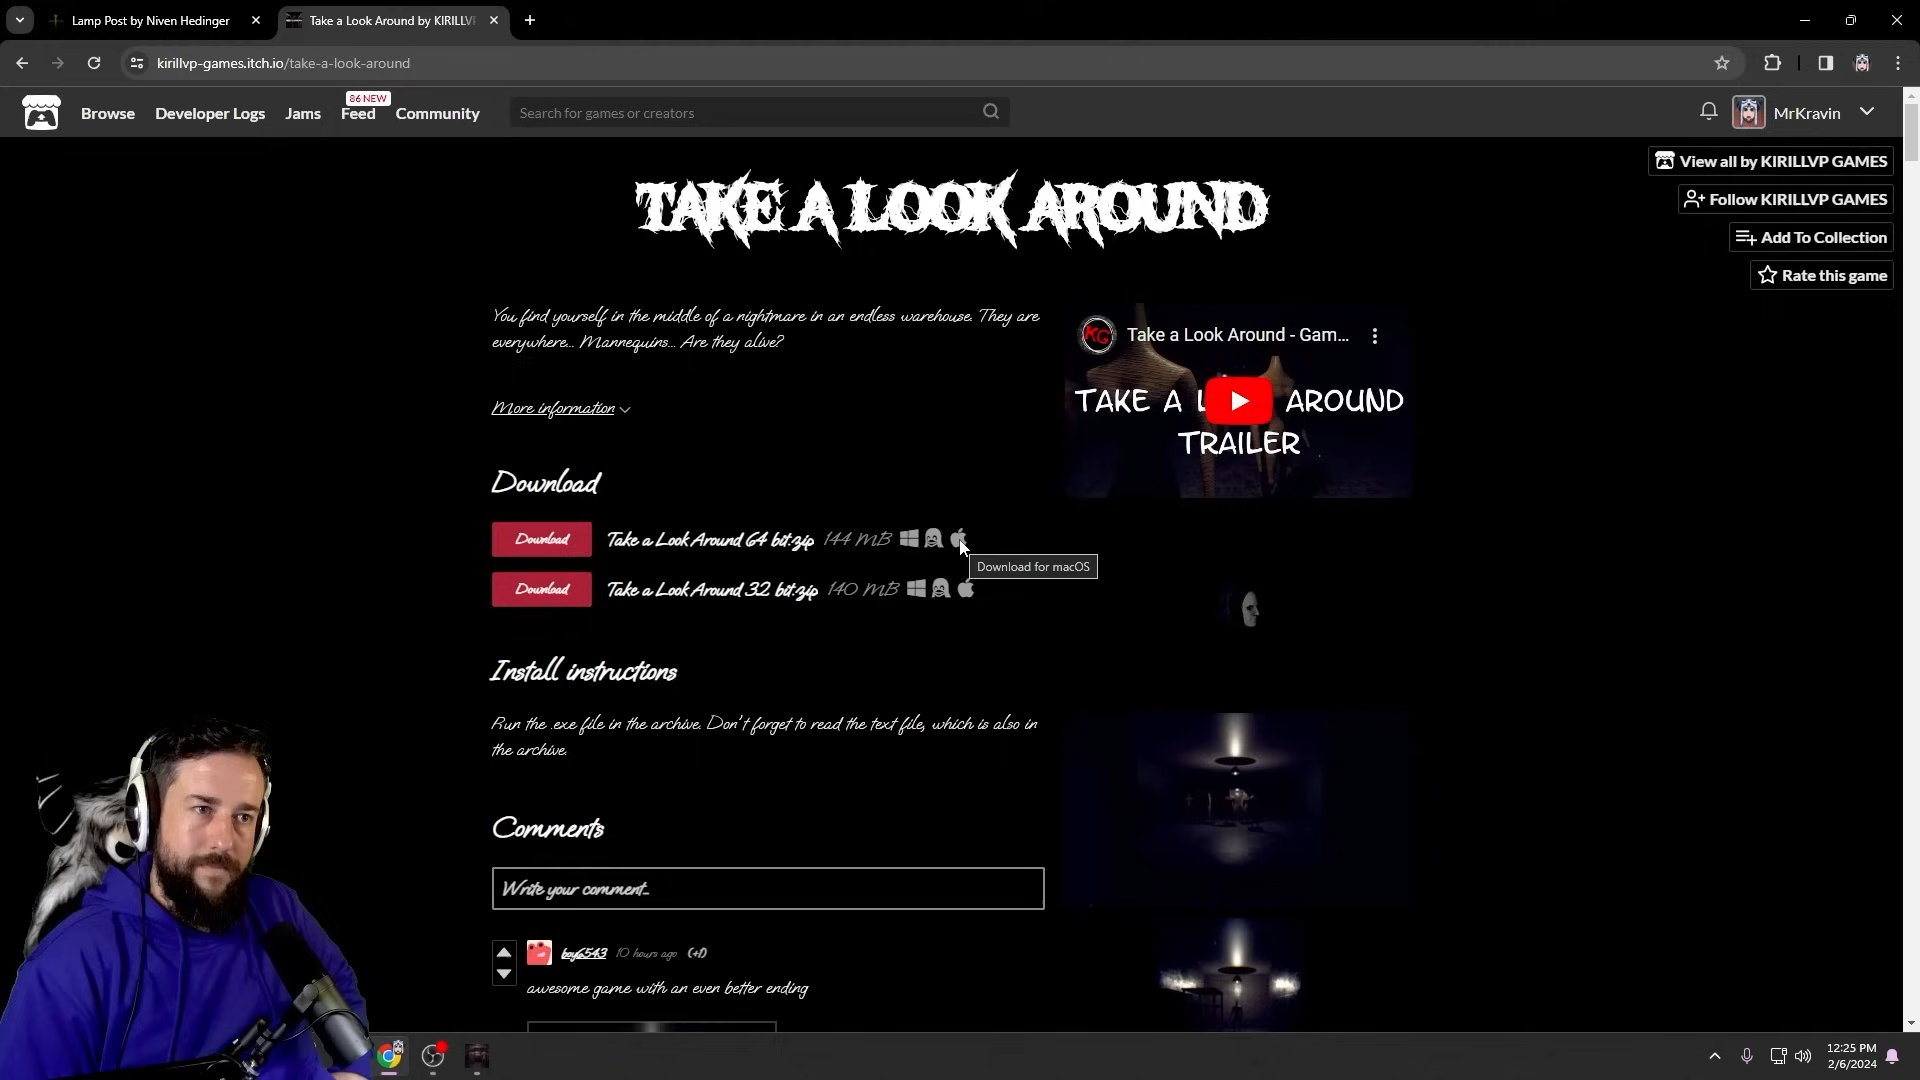 Lamp Post by Niven Hedinger
Take a Look Around by KIRILLV
kirillvp-games.itch.io/take-a-look-around
86 NEW
Browse Developer Logs Jams Feed Community
Search for games or creators
MrKravin
View all by KIRILLVP GAMES
Follow KIRILLVP GAMES
Add To Collection
Rate this game
TAKE A LOOK AROUND
You find yourself in the middle of a nightmare in an endless warehouse. They are
everywhere... Mannequins... Are they alive?
More information
KG
Take a Look Around - Gam...
TAKE A L AROUND
TRAILER
Download
Download Take a Look Around 64 bit.zip 144 MB
Download for macOS
Download Take a Look Around 32 bit.zip 140 MB
Install instructions
Run the .exe file in the archive. Don't forget to read the text file, which is also in
the archive.
Comments
Write your comment...
boy6543 10 hours ago (+1)
awesome game with an even better ending
12:25 PM
2/6/2024